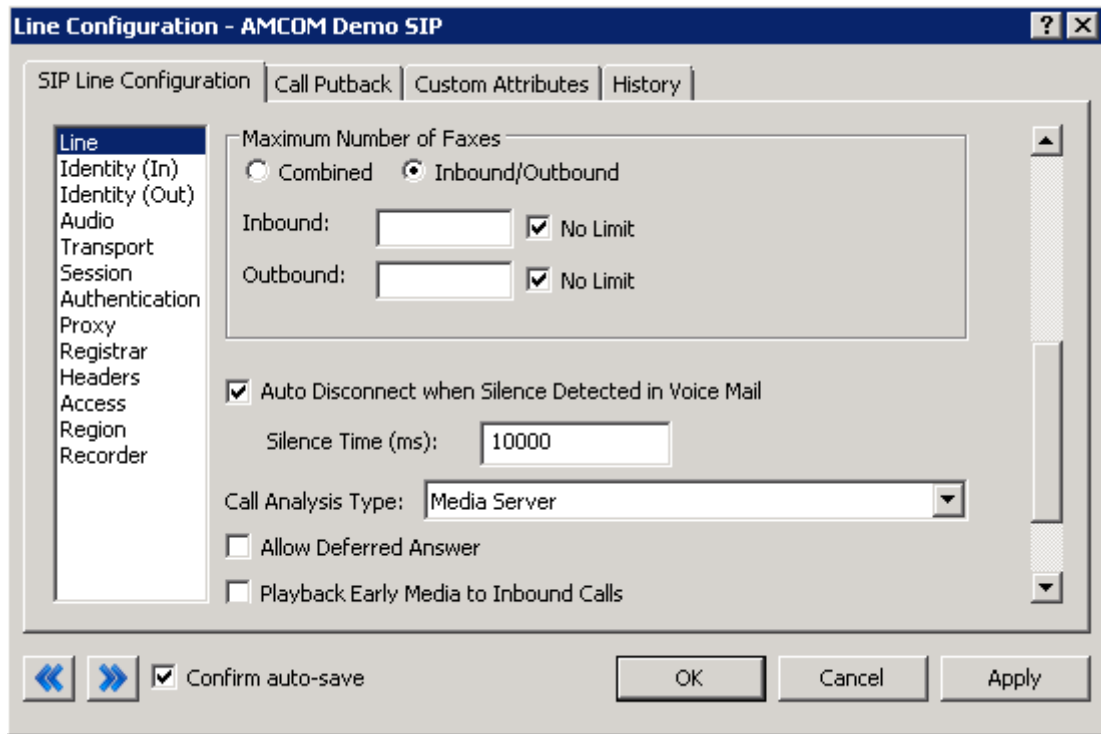 Line Configuration - AMCOM Demo SIP
SIP Line Configuration
Call Putback
Custom Attributes
History
Line
Identity (In)
Identity (Out)
Audio
Transport
Session
Authentication
Proxy
Registrar
Headers
Access
Region
Recorder
Maximum Number of Faxes
Combined
Inbound/Outbound
Inbound:
No Limit
Outbound:
No Limit
Auto Disconnect when Silence Detected in Voice Mail
Silence Time (ms):
10000
Call Analysis Type:
Media Server
Allow Deferred Answer
Playback Early Media to Inbound Calls
Confirm auto-save
OK
Cancel
Apply